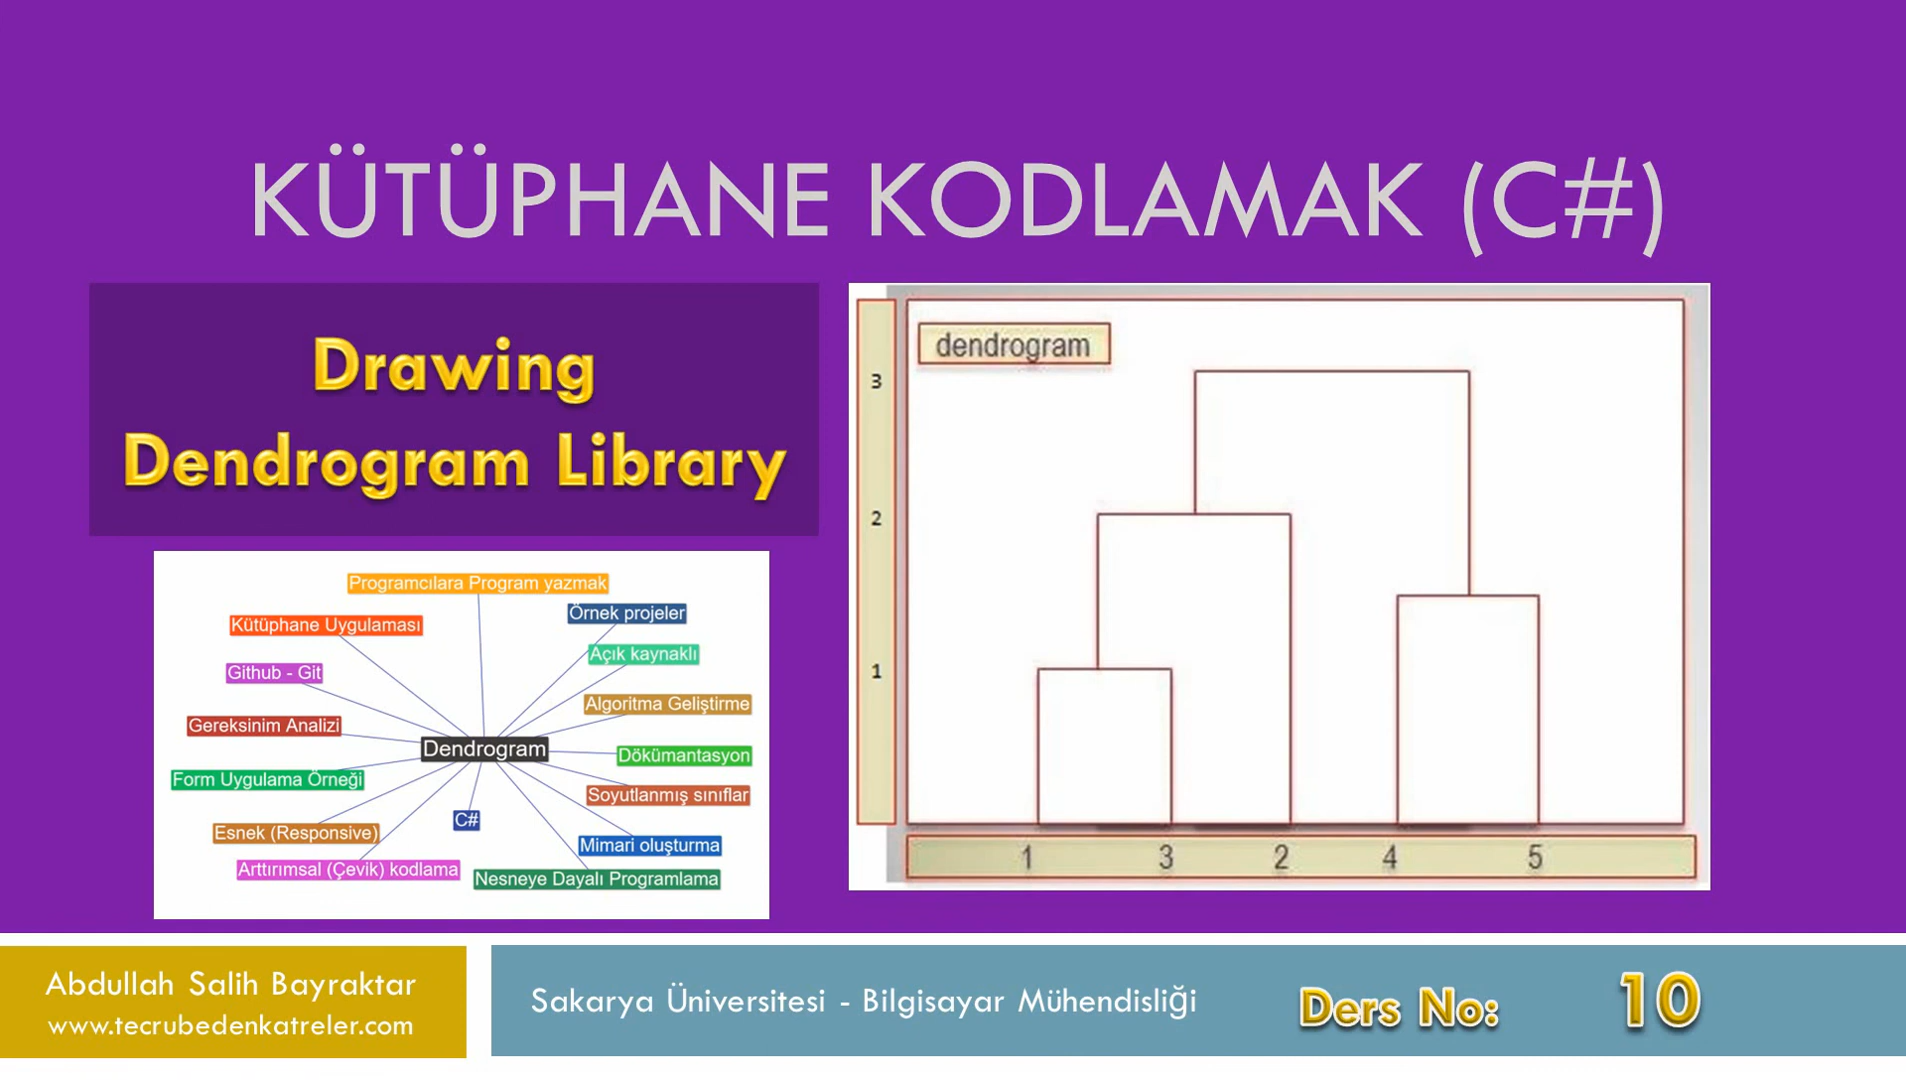 KÜTÜPHANE KODLAMAK (C#)
Drawing
Dendrogram Library
dendrogram
3
2
1
1 3 2 4 5
Programcılara Program yazmak
Örnek projeler
Kütüphane Uygulaması
Açık kaynaklı
Github - Git
Algoritma Geliştirme
Gereksinim Analizi
Dendrogram
Dökümantasyon
Form Uygulama Örneği
Soyutlanmış sınıflar
C#
Esnek (Responsive)
Mimari oluşturma
Arttırımsal (Çevik) kodlama
Nesneye Dayalı Programlama
Abdullah Salih Bayraktar
www.tecrubedenkatreler.com
Sakarya Üniversitesi - Bilgisayar Mühendisliği
Ders No: 10